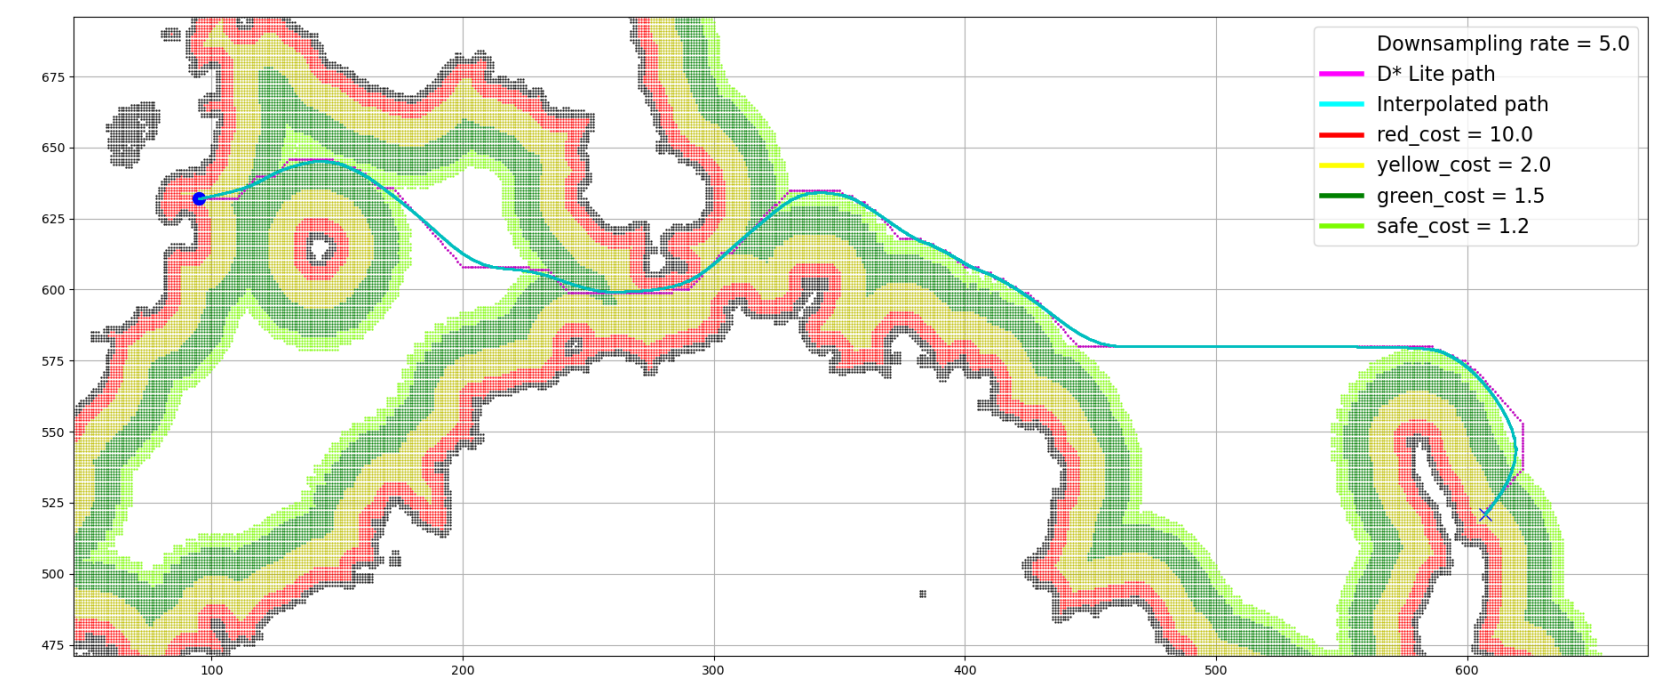 Downsampling rate = 5.0
D* Lite path
Interpolated path
red_cost = 10.0
yellow_cost = 2.0
green_cost = 1.5
safe_cost = 1.2
675
650
625
600
575
550
525
500
475
100 200 300 400 500 600